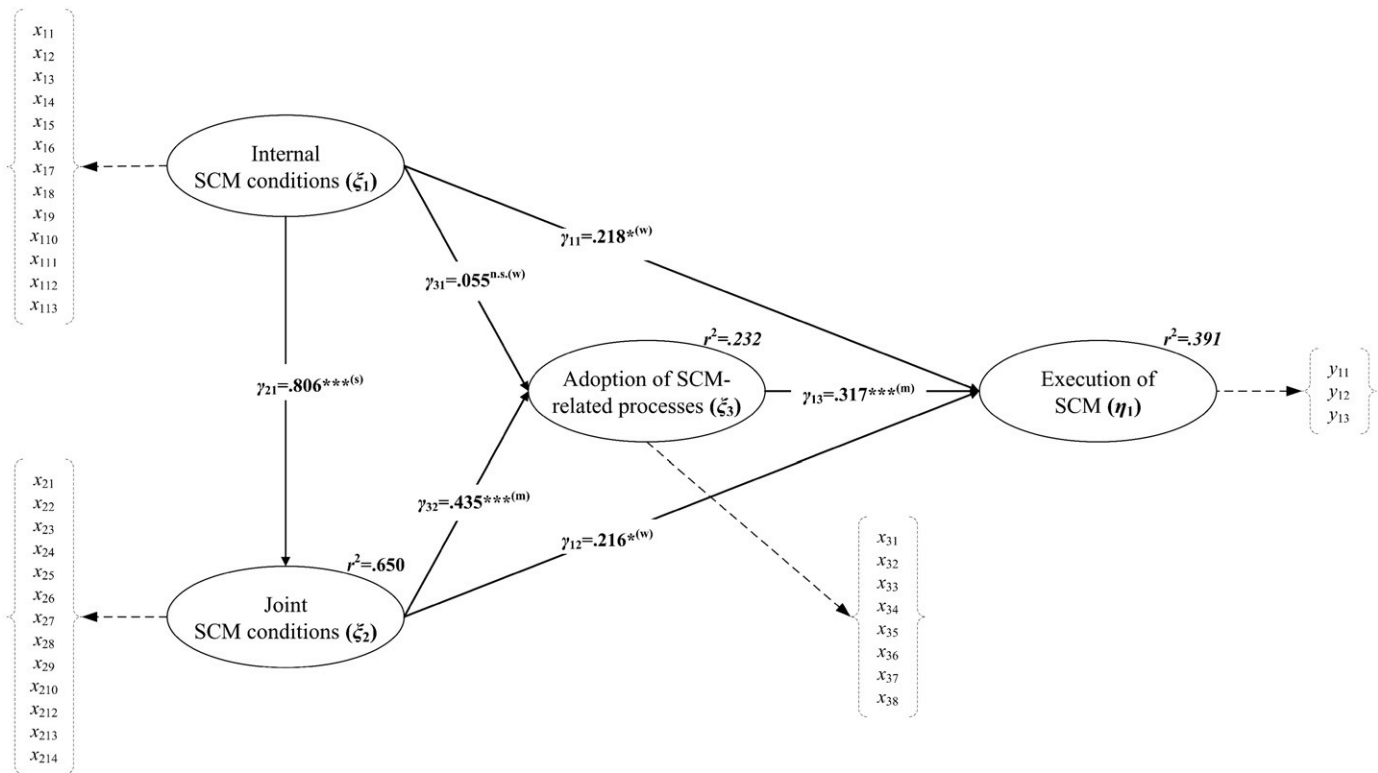 x11
x12
x13
x14
x15
x16
x17
x18
x19
x110
x111
x112
x113
Internal
SCM conditions (ξ1)
γ11=.218*(w)
γ31=.055n.s.(w)
γ21=.806***(s)
r2=.232
Adoption of SCM-
related processes (ξ3)
γ13=.317***(m)
r2=.391
Execution of
SCM (η1)
y11
y12
y13
γ32=.435***(m)
γ12=.216*(w)
x21
x22
x23
x24
x25
x26
x27
x28
x29
x210
x212
x213
x214
r2=.650
Joint
SCM conditions (ξ2)
x31
x32
x33
x34
x35
x36
x37
x38